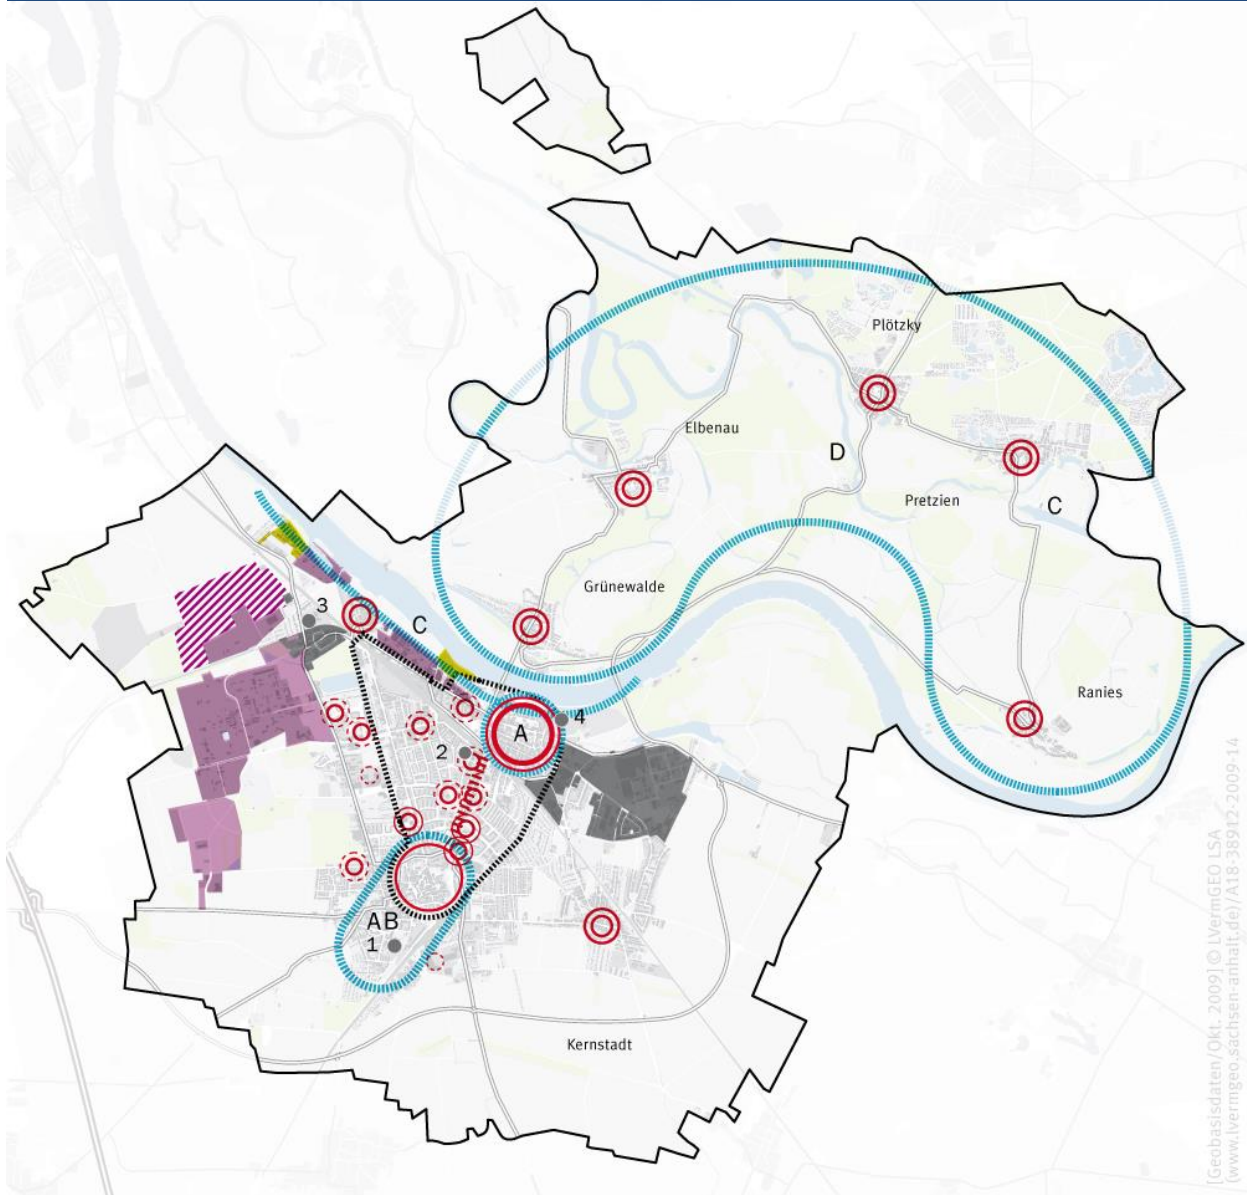 Plötzky
Elbenau
D
Pretzien
C
Grünewalde
3
C
Ranies
4
A
2
AB
1
Kernstadt
[Geobasisdaten/Okt. 2009] © LVermGEO LSA
(www.lvermgeo.sachsen-anhalt.de)/A18-38912-2009-14